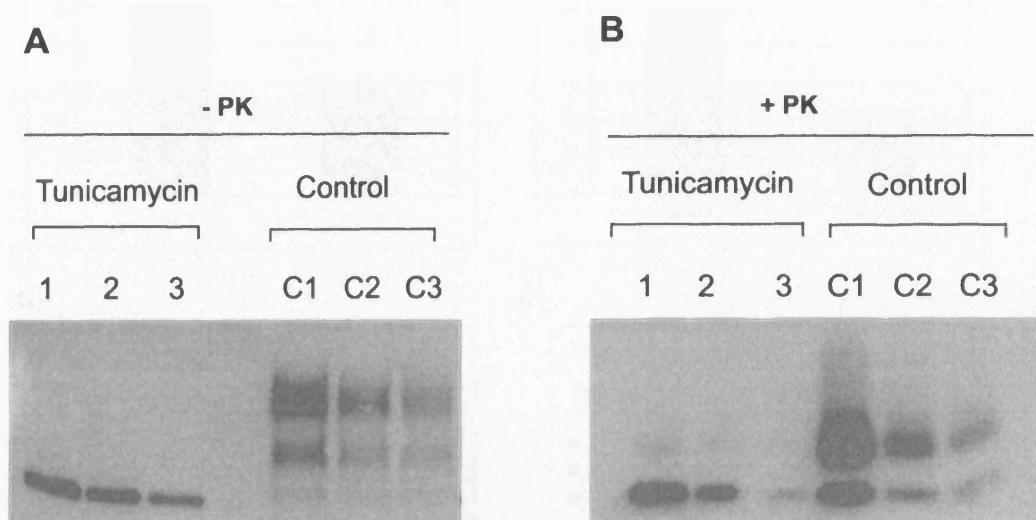 A
- PK
Tunicamycin Control
1 2 3 C1 C2 C3
B
+ PK
Tunicamycin Control
1 2 3 C1 C2 C3